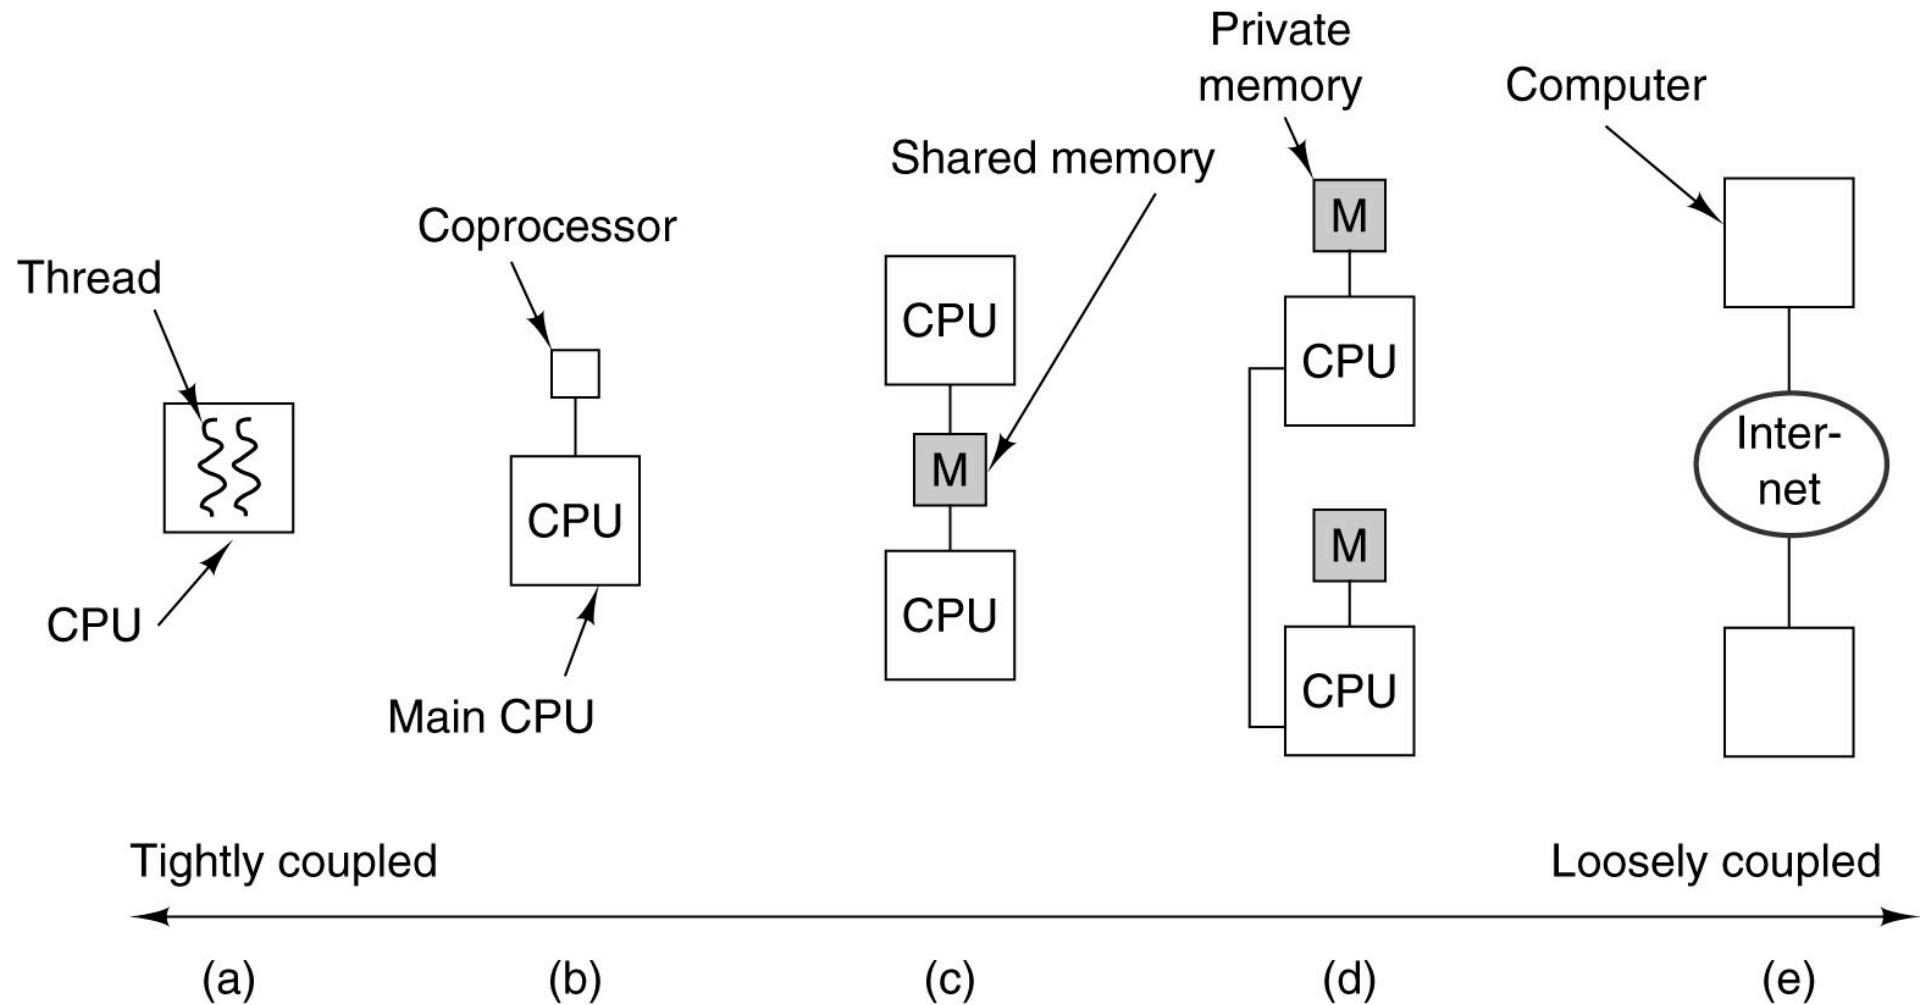 Private
memory
Computer
Shared memory
Coprocessor
Thread
M
CPU
CPU
Inter-
net
M
CPU
M
CPU
CPU
CPU
Main CPU
Tightly coupled
Loosely coupled
(a)
(b)
(c)
(d)
(e)